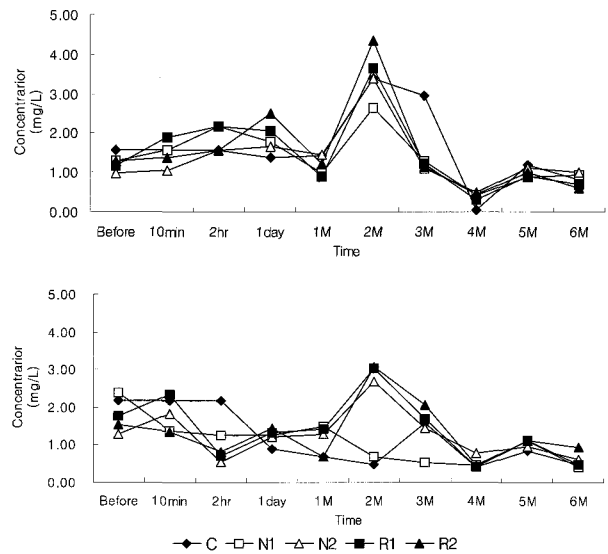 Concentrarior
(mg/L)
5.00
4.00
3.00
2.00
1.00
0.00
Before 10min 2hr 1day 1M 2M 3M 4M 5M 6M
Time
Concentrarior
(mg/L)
5.00
4.00
3.00
2.00
1.00
0.00
Before 10min 2hr 1day 1M 2M 3M 4M 5M 6M
Time
C N1 N2 R1 R2